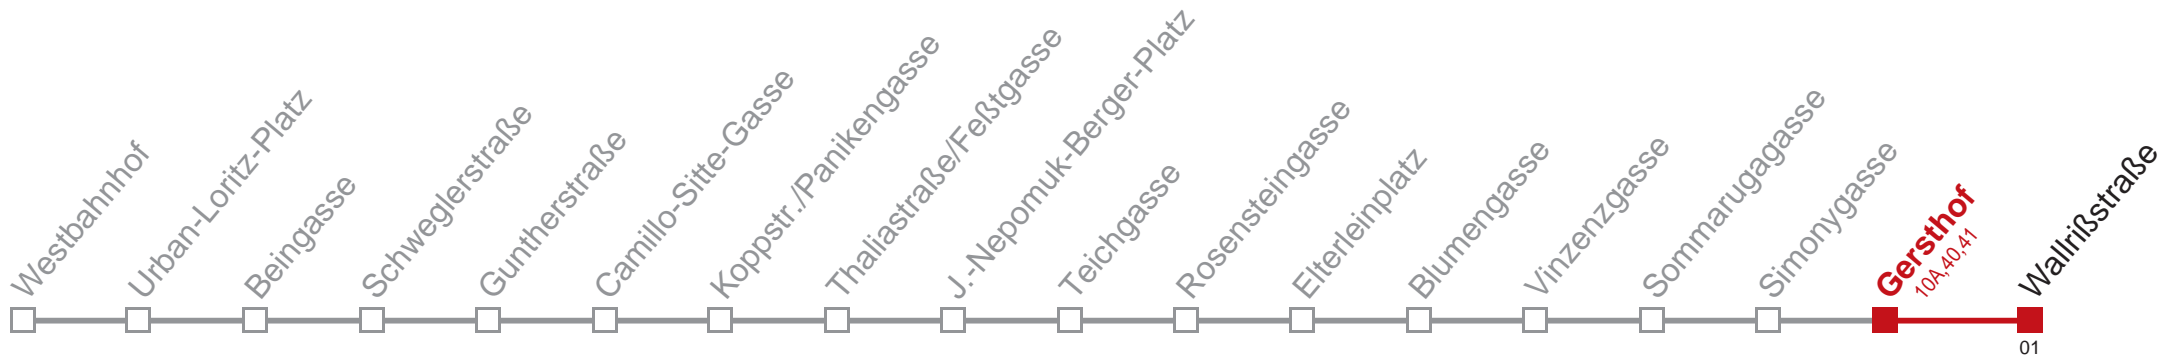 Westbahnhof
Urban-Loritz-Platz
Beingasse
Schweglerstraße
Guntherstraße
Camillo-Sitte-Gasse
Koppstr./Panikengasse
Thaliastraße/Feßtgasse
J.-Nepomuk-Berger-Platz
Teichgasse
Rosensteingasse
Elterleinplatz
Blumengasse
Vinzenzgasse
Sommarugagasse
Simonygasse
Gersthof
10A,40,41
Wallrißstraße
01